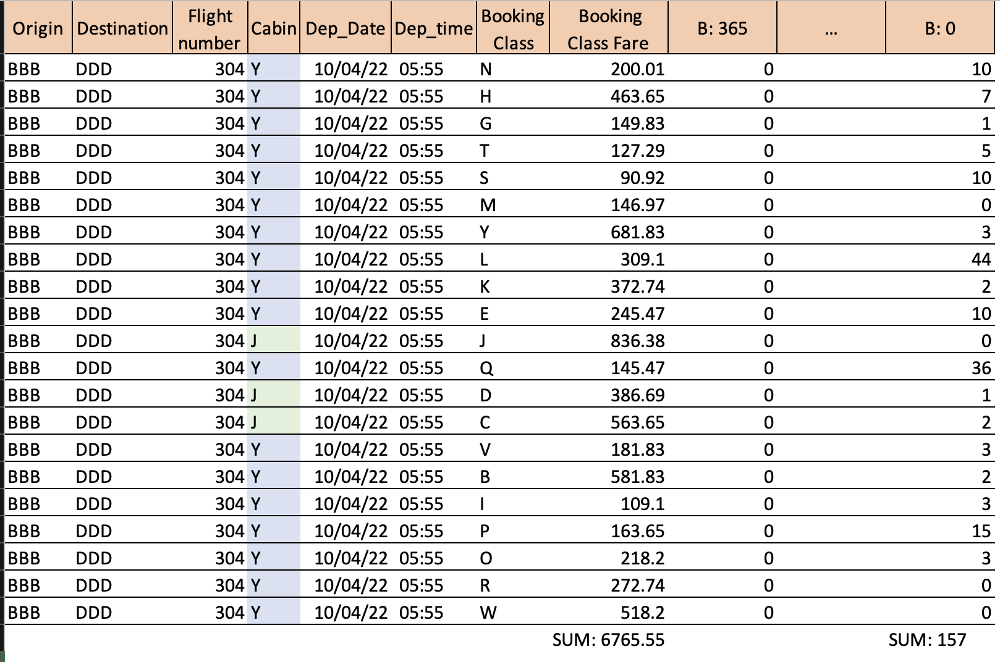 Origin Destination Flight number Cabin Dep_Date Dep_time Booking Class Booking Class Fare B: 365 ... B: 0
BBB DDD 304 Y 10/04/22 05:55 N 200.01 0 10
BBB DDD 304 Y 10/04/22 05:55 H 463.65 0 7
BBB DDD 304 Y 10/04/22 05:55 G 149.83 0 1
BBB DDD 304 Y 10/04/22 05:55 T 127.29 0 5
BBB DDD 304 Y 10/04/22 05:55 S 90.92 0 10
BBB DDD 304 Y 10/04/22 05:55 M 146.97 0 0
BBB DDD 304 Y 10/04/22 05:55 Y 681.83 0 3
BBB DDD 304 Y 10/04/22 05:55 L 309.1 0 44
BBB DDD 304 Y 10/04/22 05:55 K 372.74 0 2
BBB DDD 304 Y 10/04/22 05:55 E 245.47 0 10
BBB DDD 304 J 10/04/22 05:55 J 836.38 0 0
BBB DDD 304 Y 10/04/22 05:55 Q 145.47 0 36
BBB DDD 304 J 10/04/22 05:55 D 386.69 0 1
BBB DDD 304 J 10/04/22 05:55 C 563.65 0 2
BBB DDD 304 Y 10/04/22 05:55 V 181.83 0 3
BBB DDD 304 Y 10/04/22 05:55 B 581.83 0 2
BBB DDD 304 Y 10/04/22 05:55 I 109.1 0 3
BBB DDD 304 Y 10/04/22 05:55 P 163.65 0 15
BBB DDD 304 Y 10/04/22 05:55 O 218.2 0 3
BBB DDD 304 Y 10/04/22 05:55 R 272.74 0 0
BBB DDD 304 Y 10/04/22 05:55 W 518.2 0 0
SUM: 6765.55 SUM: 157